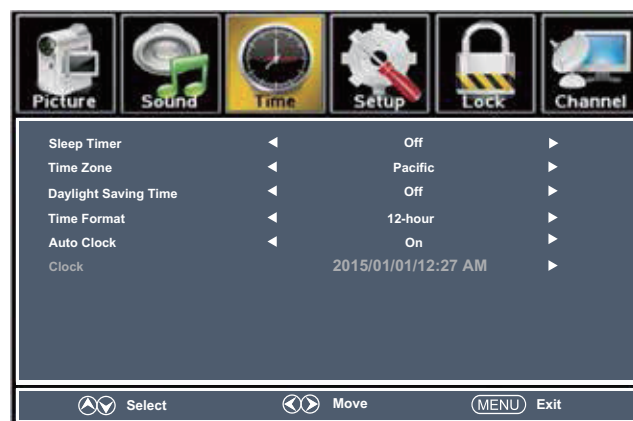 Picture Sound Time Setup Lock Channel
Sleep Timer Off
Time Zone Pacific
Daylight Saving Time Off
Time Format 12-hour
Auto Clock On
Clock 2015/01/01/12:27 AM
Select Move MENU Exit